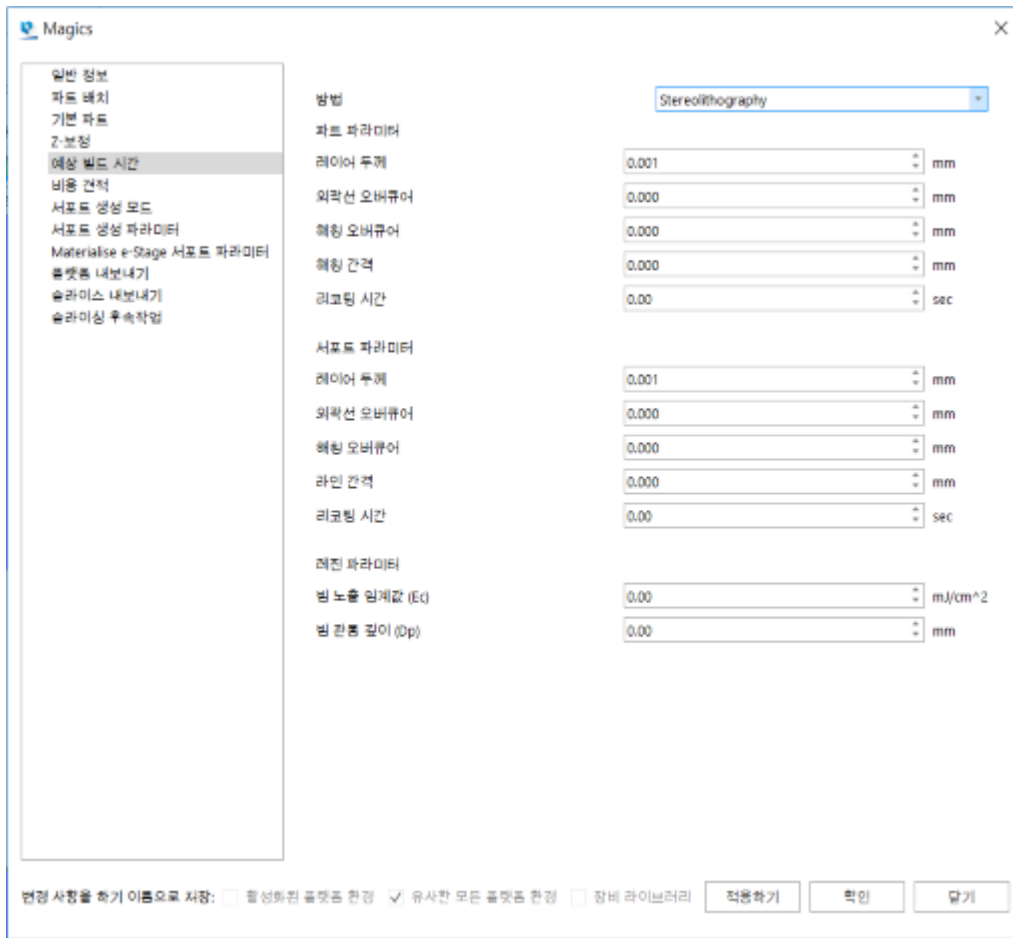 Magics
일반 정보
파트 배치
기본 파트
Z-보정
예상 빌드 시간
비용 견적
서포트 생성 모드
서포트 생성 파라미터
Materialise e-Stage 서포트 파라미터
플랫폼 내보내기
슬라이스 내보내기
슬라이싱 후속작업
방법 Stereolithography
파트 파라미터
레이어 두께 0.001 mm
외곽선 오버큐어 0.000 mm
해칭 오버큐어 0.000 mm
해칭 간격 0.000 mm
리코팅 시간 0.00 sec
서포트 파라미터
레이어 두께 0.001 mm
외곽선 오버큐어 0.000 mm
해칭 오버큐어 0.000 mm
라인 간격 0.000 mm
리코팅 시간 0.00 sec
레진 파라미터
빔 노출 임계값 (Ec) 0.00 mJ/cm^2
빔 관통 깊이 (Dp) 0.00 mm
변경 사항을 하기 이름으로 저장: 활성화된 플랫폼 환경 유사한 모든 플랫폼 환경 장비 라이브러리 적용하기 확인 닫기